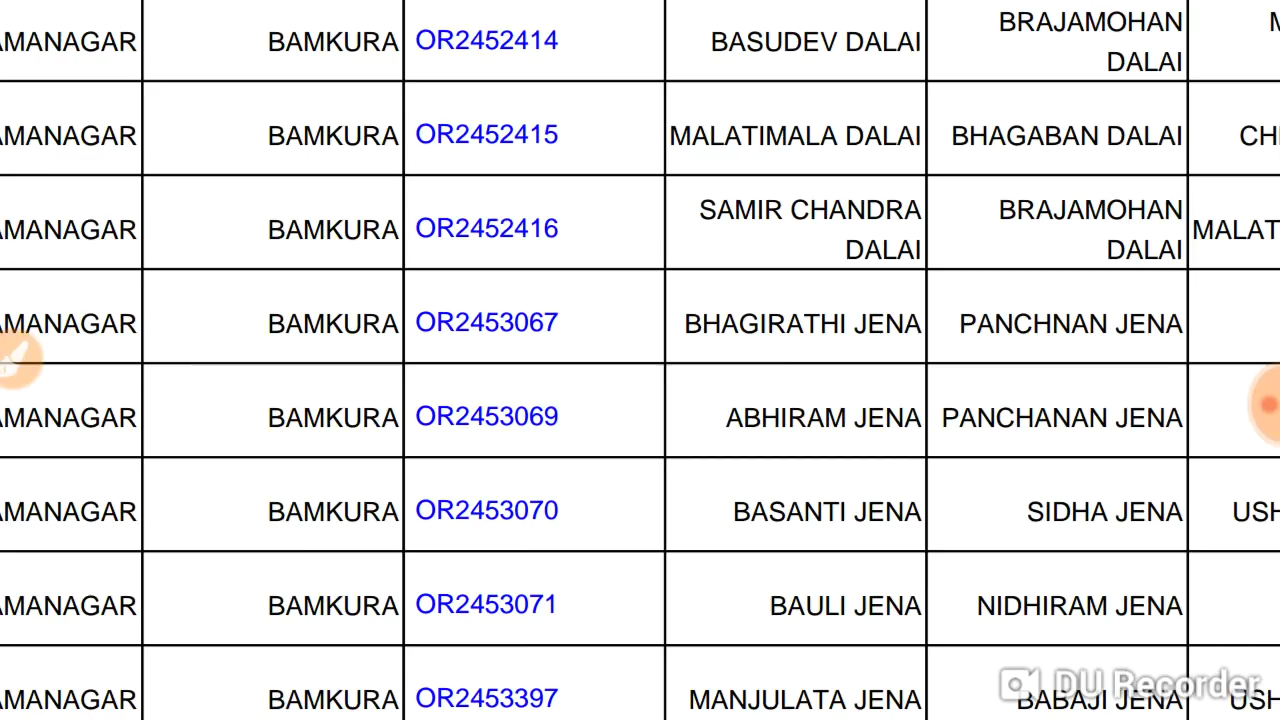 AMANAGAR BAMKURA OR2452414 BASUDEV DALAI BRAJAMOHAN DALAI M
AMANAGAR BAMKURA OR2452415 MALATIMALA DALAI BHAGABAN DALAI CH
AMANAGAR BAMKURA OR2452416 SAMIR CHANDRA DALAI BRAJAMOHAN DALAI MALAT
AMANAGAR BAMKURA OR2453067 BHAGIRATHI JENA PANCHNAN JENA
AMANAGAR BAMKURA OR2453069 ABHIRAM JENA PANCHANAN JENA
AMANAGAR BAMKURA OR2453070 BASANTI JENA SIDHA JENA USH
AMANAGAR BAMKURA OR2453071 BAULI JENA NIDHIRAM JENA
AMANAGAR BAMKURA OR2453397 MANJULATA JENA BABAJI JENA USH
DU Recorder